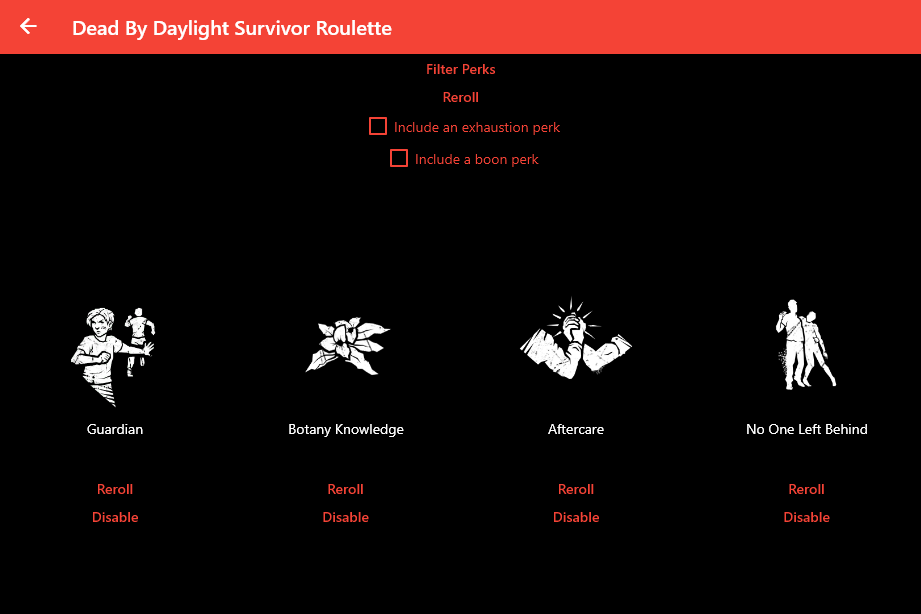 Dead By Daylight Survivor Roulette
Filter Perks
Reroll
Include an exhaustion perk
Include a boon perk
Guardian
Botany Knowledge
Aftercare
No One Left Behind
Reroll
Reroll
Reroll
Reroll
Disable
Disable
Disable
Disable